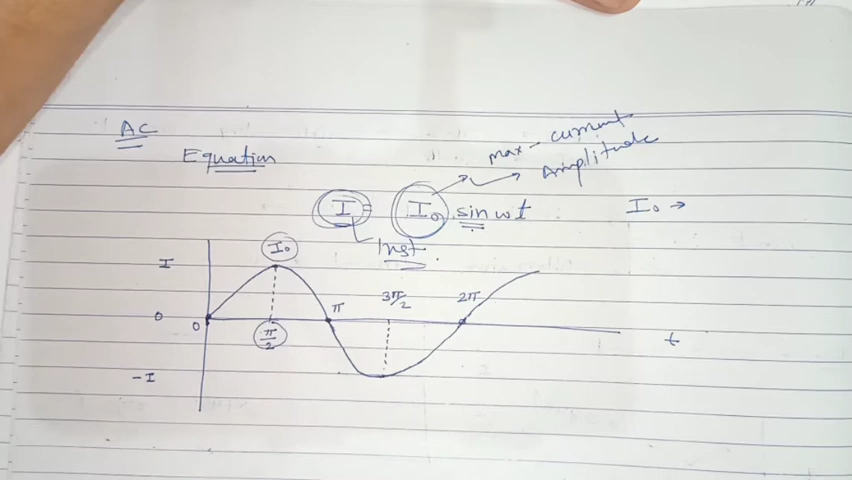 AC
Equation
max - current
Amplitude
I = I₀ sin ωt
I₀ →
Inst.
I₀
I
3π/2
2π
π
0
0
π/2
t
-I